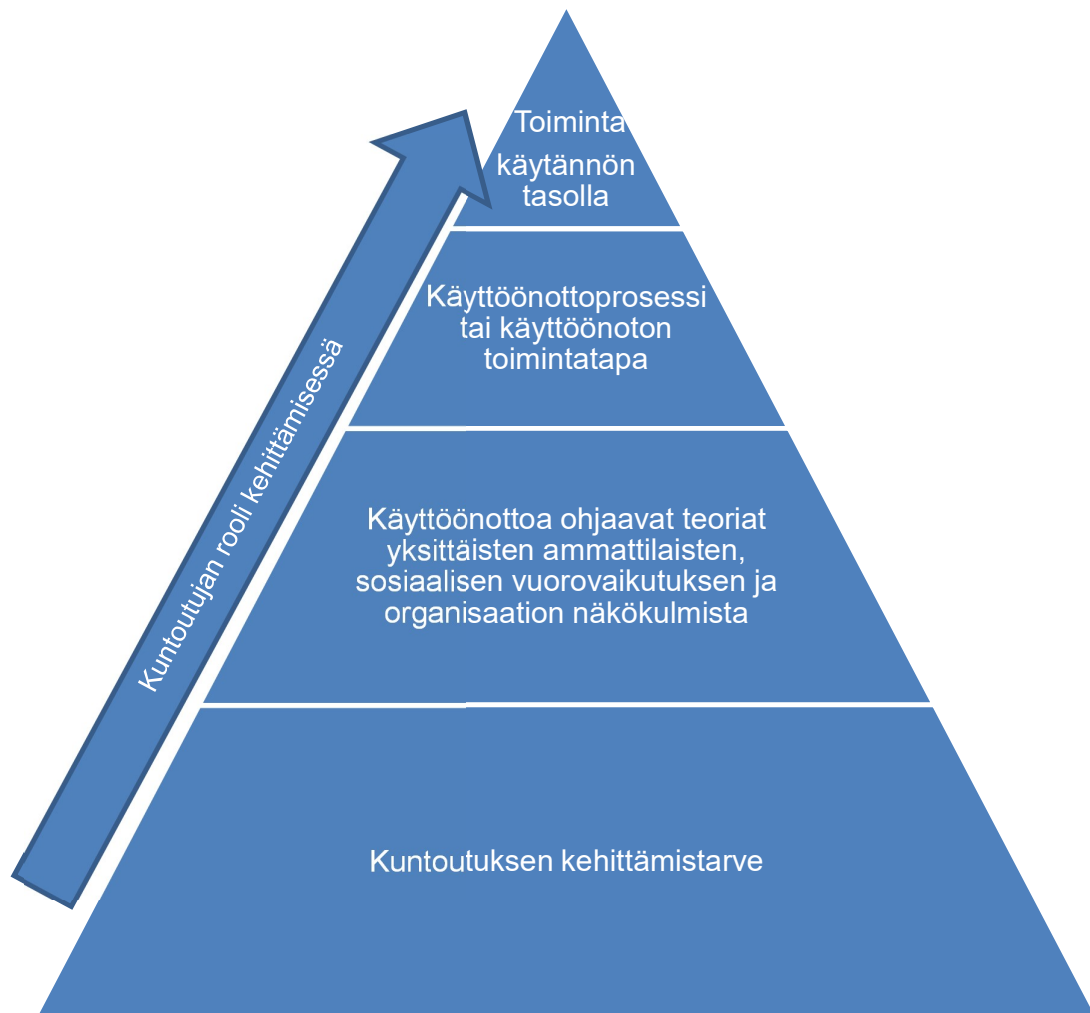 Toiminta
käytännön
tasolla
Käyttöönottoprosessi
tai käyttöönoton
toimintatapa
Käyttöönottoa ohjaavat teoriat
yksittäisten ammattilaisten,
sosiaalisen vuorovaikutuksen ja
organisaation näkökulmista
Kuntoutuksen kehittämistarve
Kuntoutujan rooli kehittämisessä